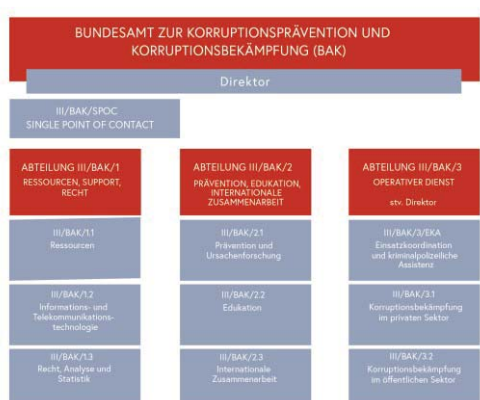 BUNDESAMT ZUR KORRUPTIONSPRÄVENTION UND
KORRUPTIONSBEKÄMPFUNG (BAK)
Direktor
III/BAK/SPOC
SINGLE POINT OF CONTACT
ABTEILUNG III/BAK/1
RESSOURCEN, SUPPORT,
RECHT
III/BAK/1.1
Ressourcen
III/BAK/1.2
Informations- und
Telekommunikations-
technologie
III/BAK/1.3
Recht, Analyse und
Statistik
ABTEILUNG III/BAK/2
PRÄVENTION, EDUKATION,
INTERNATIONALE
ZUSAMMENARBEIT
III/BAK/2.1
Prävention und
Ursachenforschung
III/BAK/2.2
Edukation
III/BAK/2.3
Internationale
Zusammenarbeit
ABTEILUNG III/BAK/3
OPERATIVER DIENST
stv. Direktor
III/BAK/3/EKA
Einsatzkoordination
und kriminalpolizeiliche
Assistenz
III/BAK/3.1
Korruptionsbekämpfung
im privaten Sektor
III/BAK/3.2
Korruptionsbekämpfung
im öffentlichen Sektor